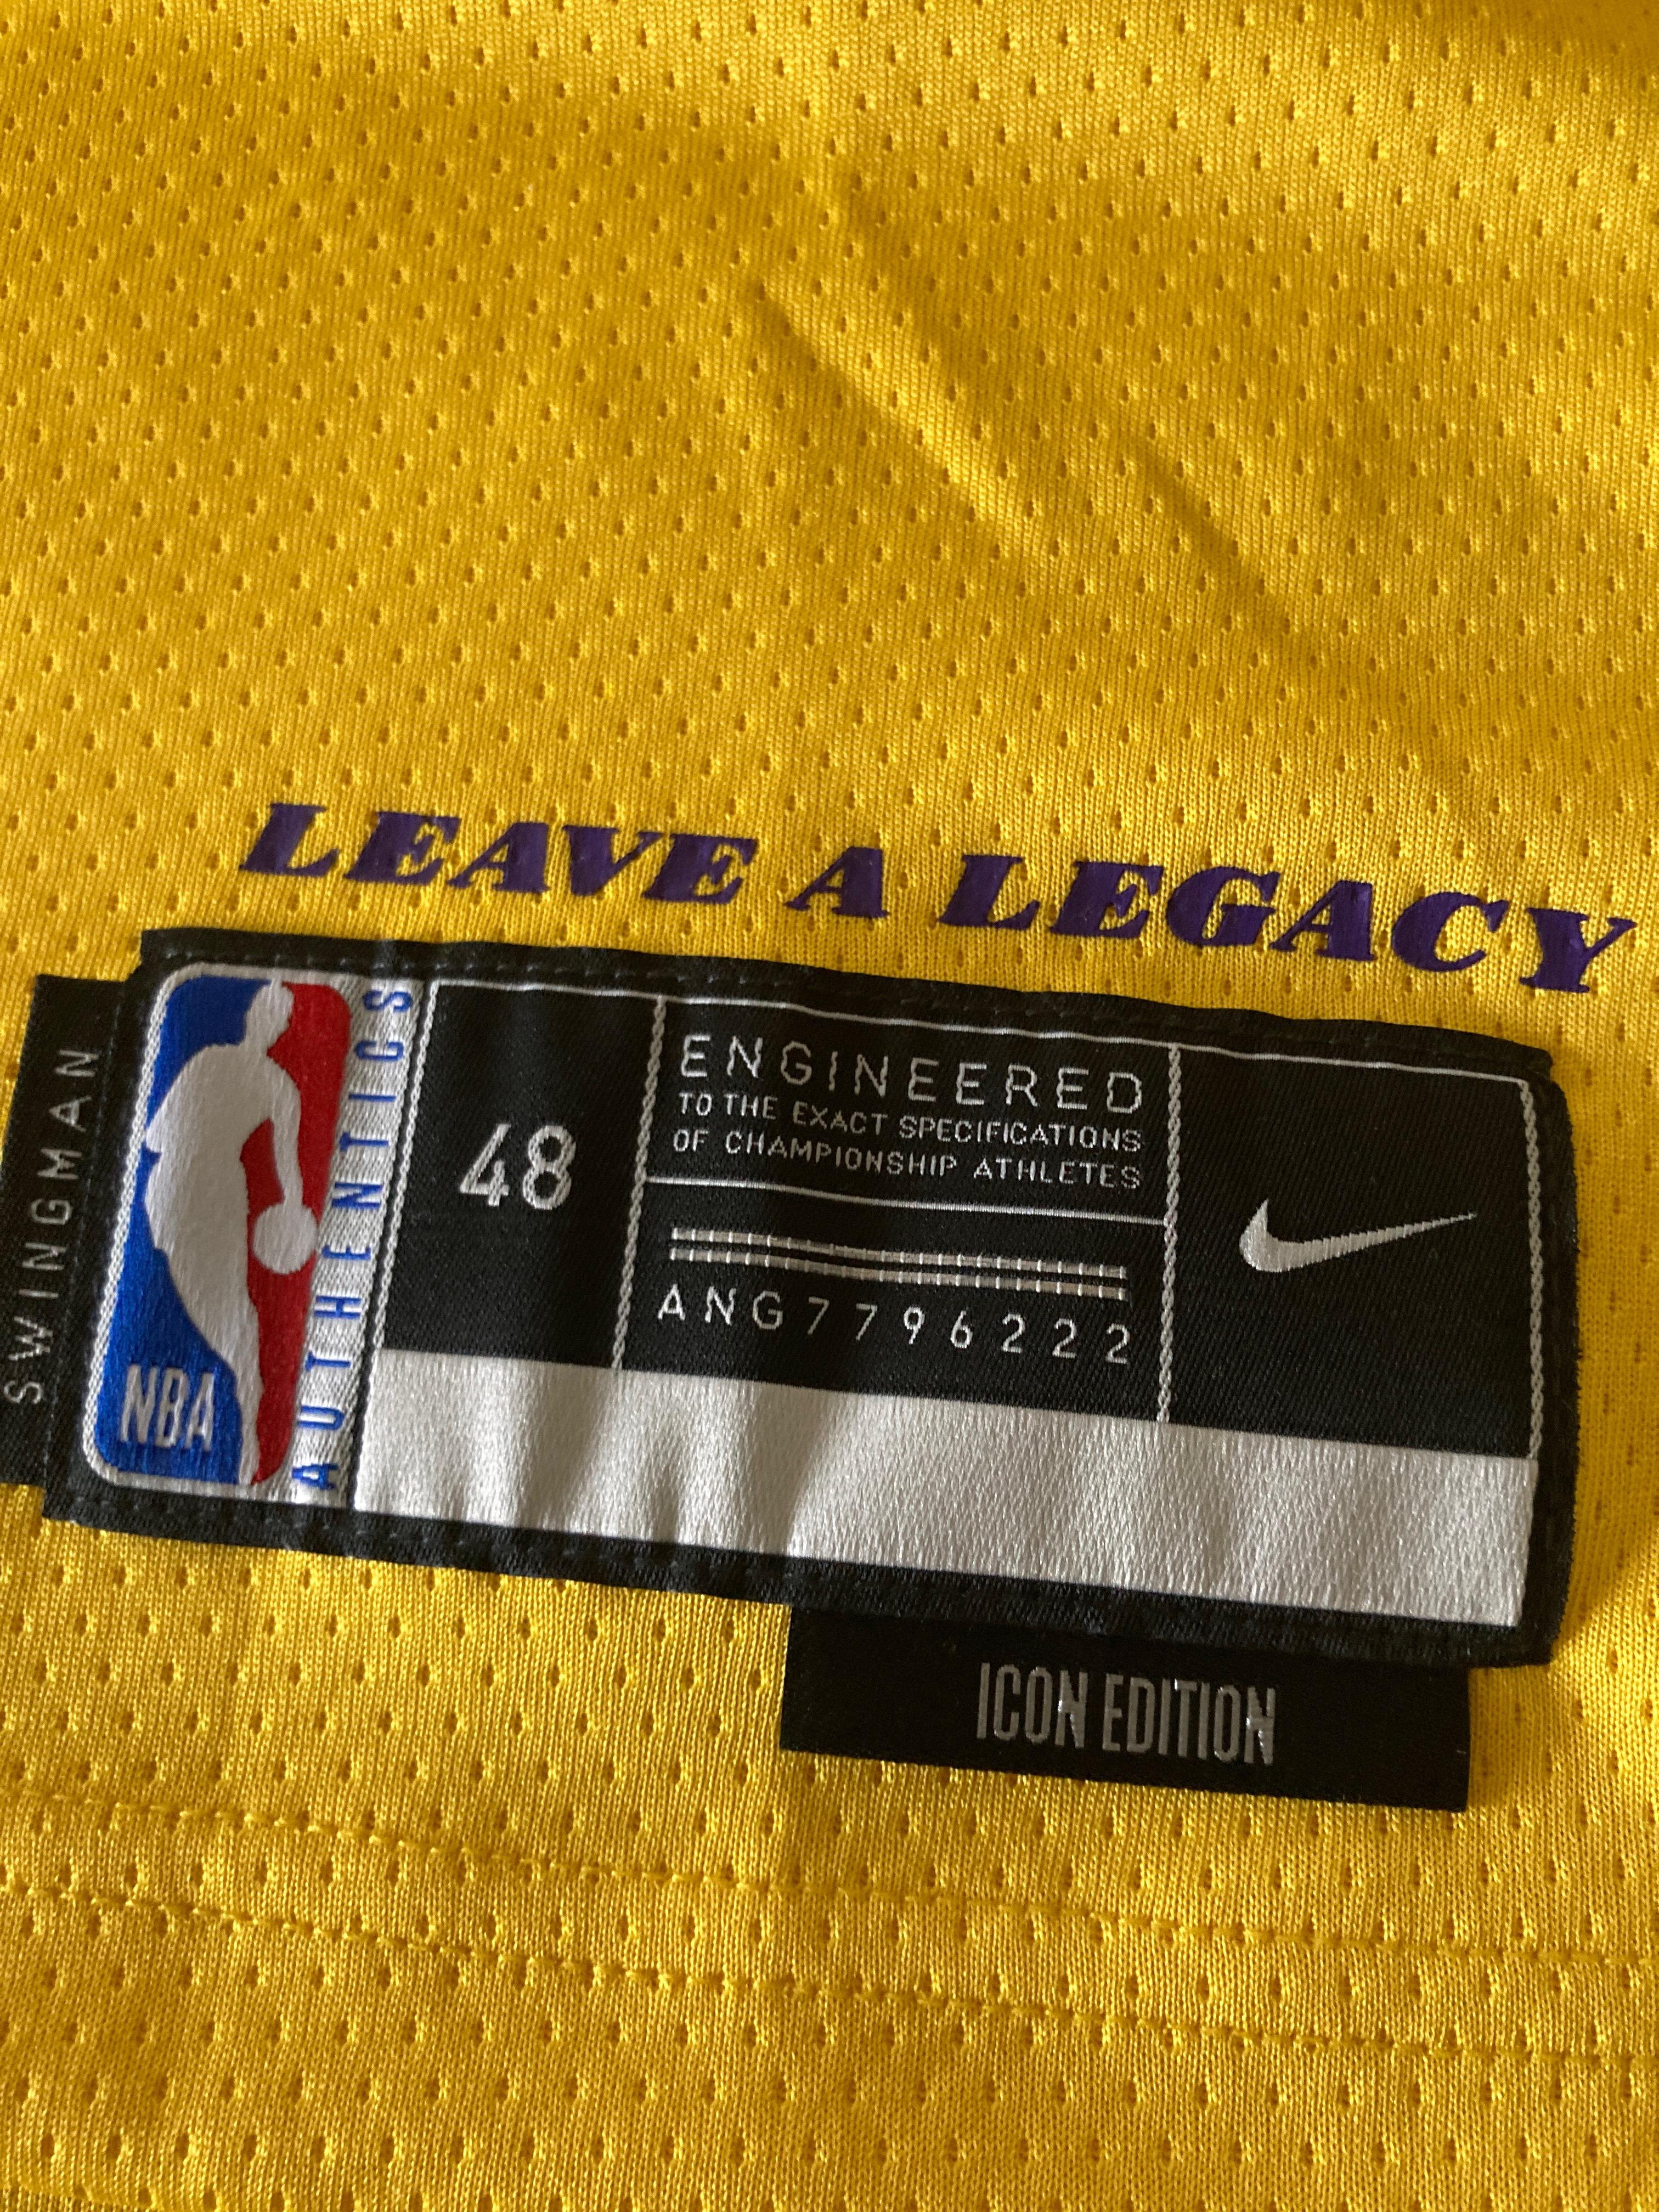 LEAVE A LEGACY
SWINGMAN
NBA
AUTHENTICS
48
ENGINEERED
TO THE EXACT SPECIFICATIONS
OF CHAMPIONSHIP ATHLETES
ANG7796222
ICON EDITION